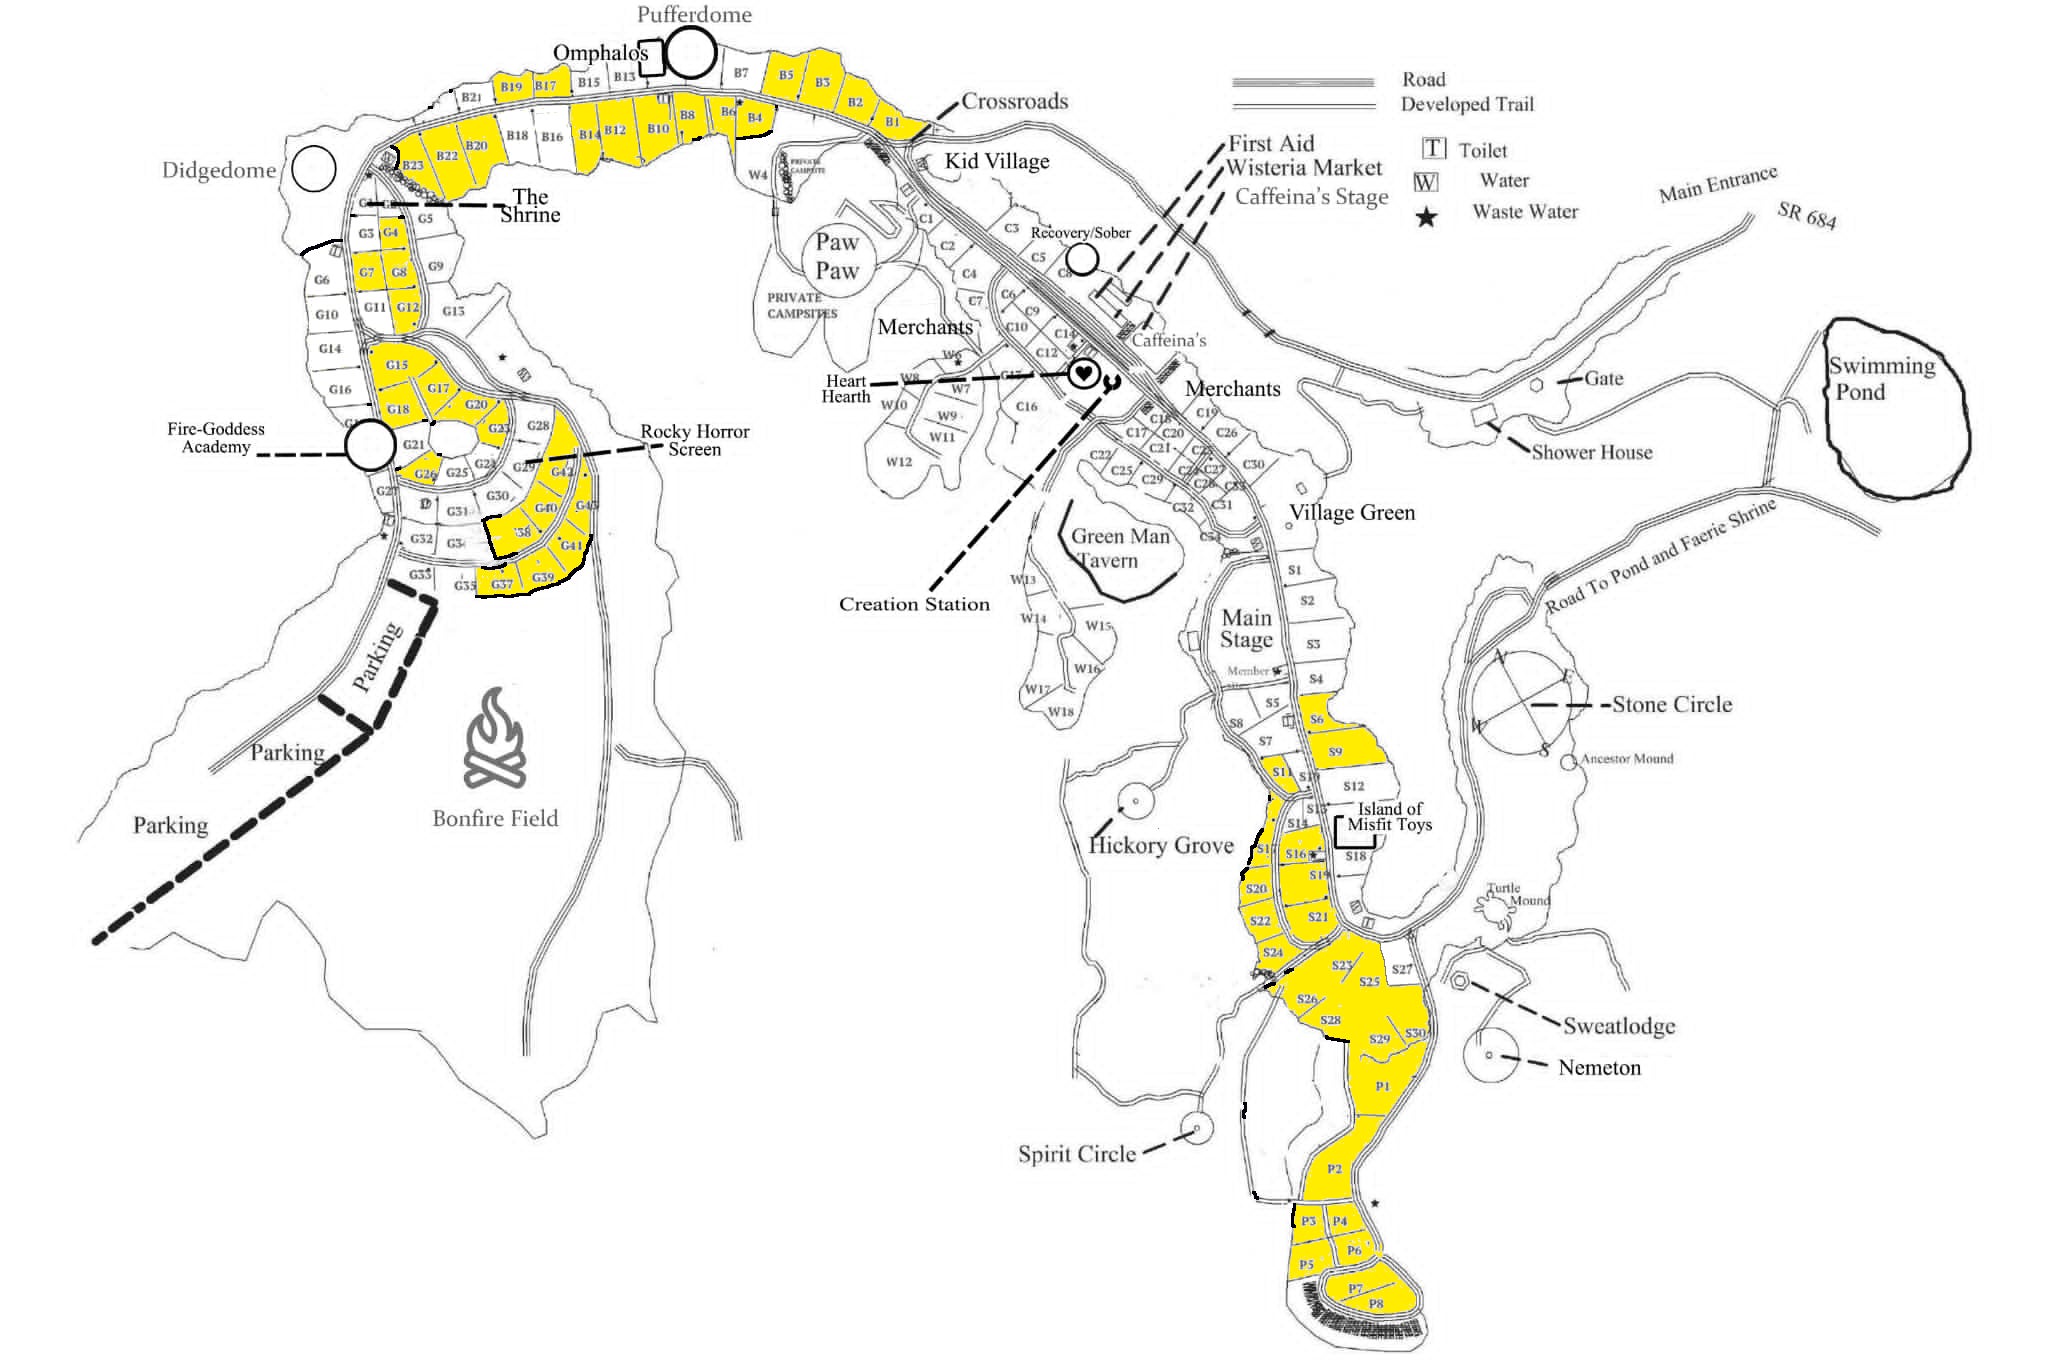 Pufferdome
Omphalos
B21
B19
B17
B15
B13
B7
B5
B3
B2
B1
B23
B22
B20
B18
B16
B14
B12
B10
B8
B6
B4
Crossroads
Didgedome
The
Shrine
G3
G4
G5
G7
G8
G9
G6
G10
G11
G12
G13
G14
G15
G16
G17
G18
G20
G21
G23
G24
G25
G26
G28
G29
G30
G31
G32
G33
G35
G37
G39
G40
G41
G42
Fire-Goddess
Academy
Rocky Horror
Screen
Parking
Parking
Parking
Bonfire Field
W4
PRIVATE
CAMPSITE
Kid Village
Paw
Paw
PRIVATE
CAMPSITES
Merchants
Heart
Hearth
W6
W8
W7
W10
W9
W11
W12
C1
C2
C3
C4
C5
C6
C7
C8
C9
C10
C12
C14
C16
Recovery/Sober
First Aid
Wisteria Market
Caffeina's Stage
Caffeina's
Merchants
C17
C18
C19
C20
C21
C22
C25
C26
C27
C29
C30
C31
C32
C34
Road
Developed Trail
T Toilet
W Water
Waste Water
Main Entrance
SR 684
Gate
Shower House
Swimming
Pond
Village Green
Green Man
Tavern
Creation Station
W13
W14
W15
W16
W17
W18
Main
Stage
Member
S1
S2
S3
S4
S5
S6
S7
S8
S9
S11
S12
S14
S16
S18
S19
S20
S21
S22
S23
S24
S25
S26
S27
S28
S29
S30
Island of
Misfit Toys
Hickory Grove
Spirit Circle
Road To Pond and Faerie Shrine
N
E
W
S
Stone Circle
Ancestor Mound
Turtle
Mound
Sweatlodge
Nemeton
P1
P2
P3
P4
P5
P6
P7
P8